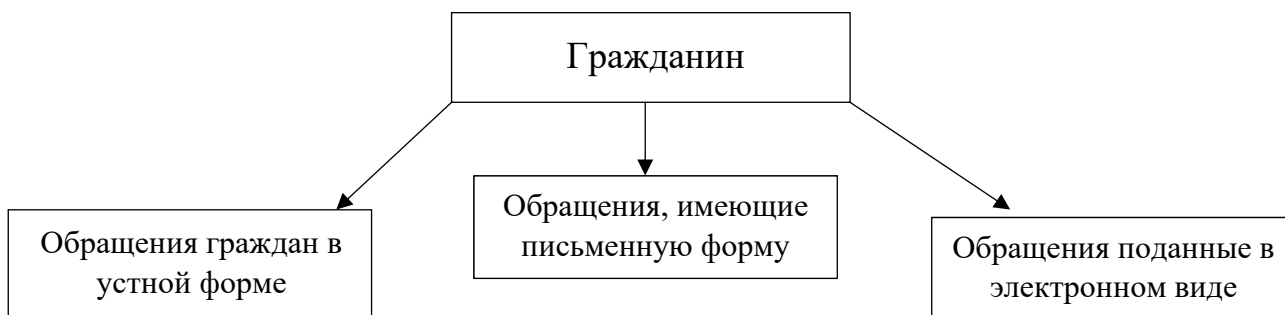 Гражданин
Обращения граждан в
устной форме
Обращения, имеющие
письменную форму
Обращения поданные в
электронном виде